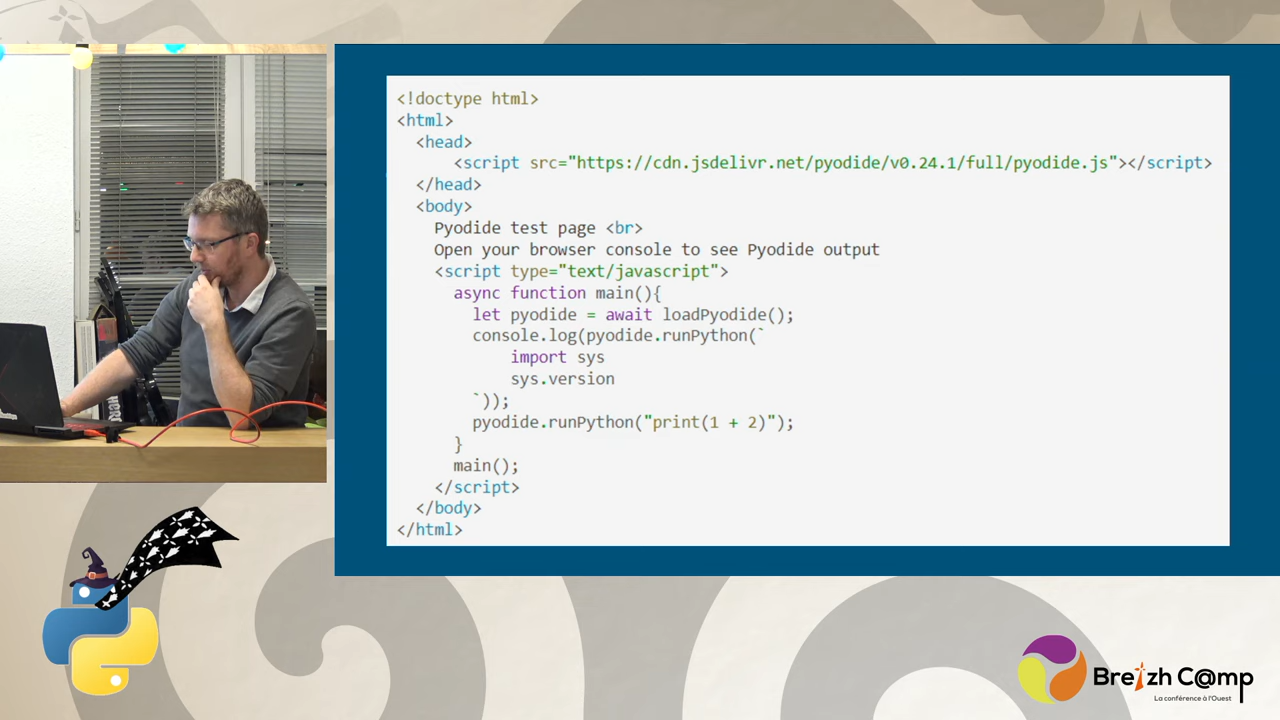 <!doctype html>
<html>
<head>
<script src="https://cdn.jsdelivr.net/pyodide/v0.24.1/full/pyodide.js"></script>
</head>
<body>
Pyodide test page <br>
Open your browser console to see Pyodide output
<script type="text/javascript">
async function main(){
let pyodide = await loadPyodide();
console.log(pyodide.runPython(`
import sys
sys.version
`));
pyodide.runPython("print(1 + 2)");
}
main();
</script>
</body>
</html>
Breizh C@mp
La conférence à l'Ouest